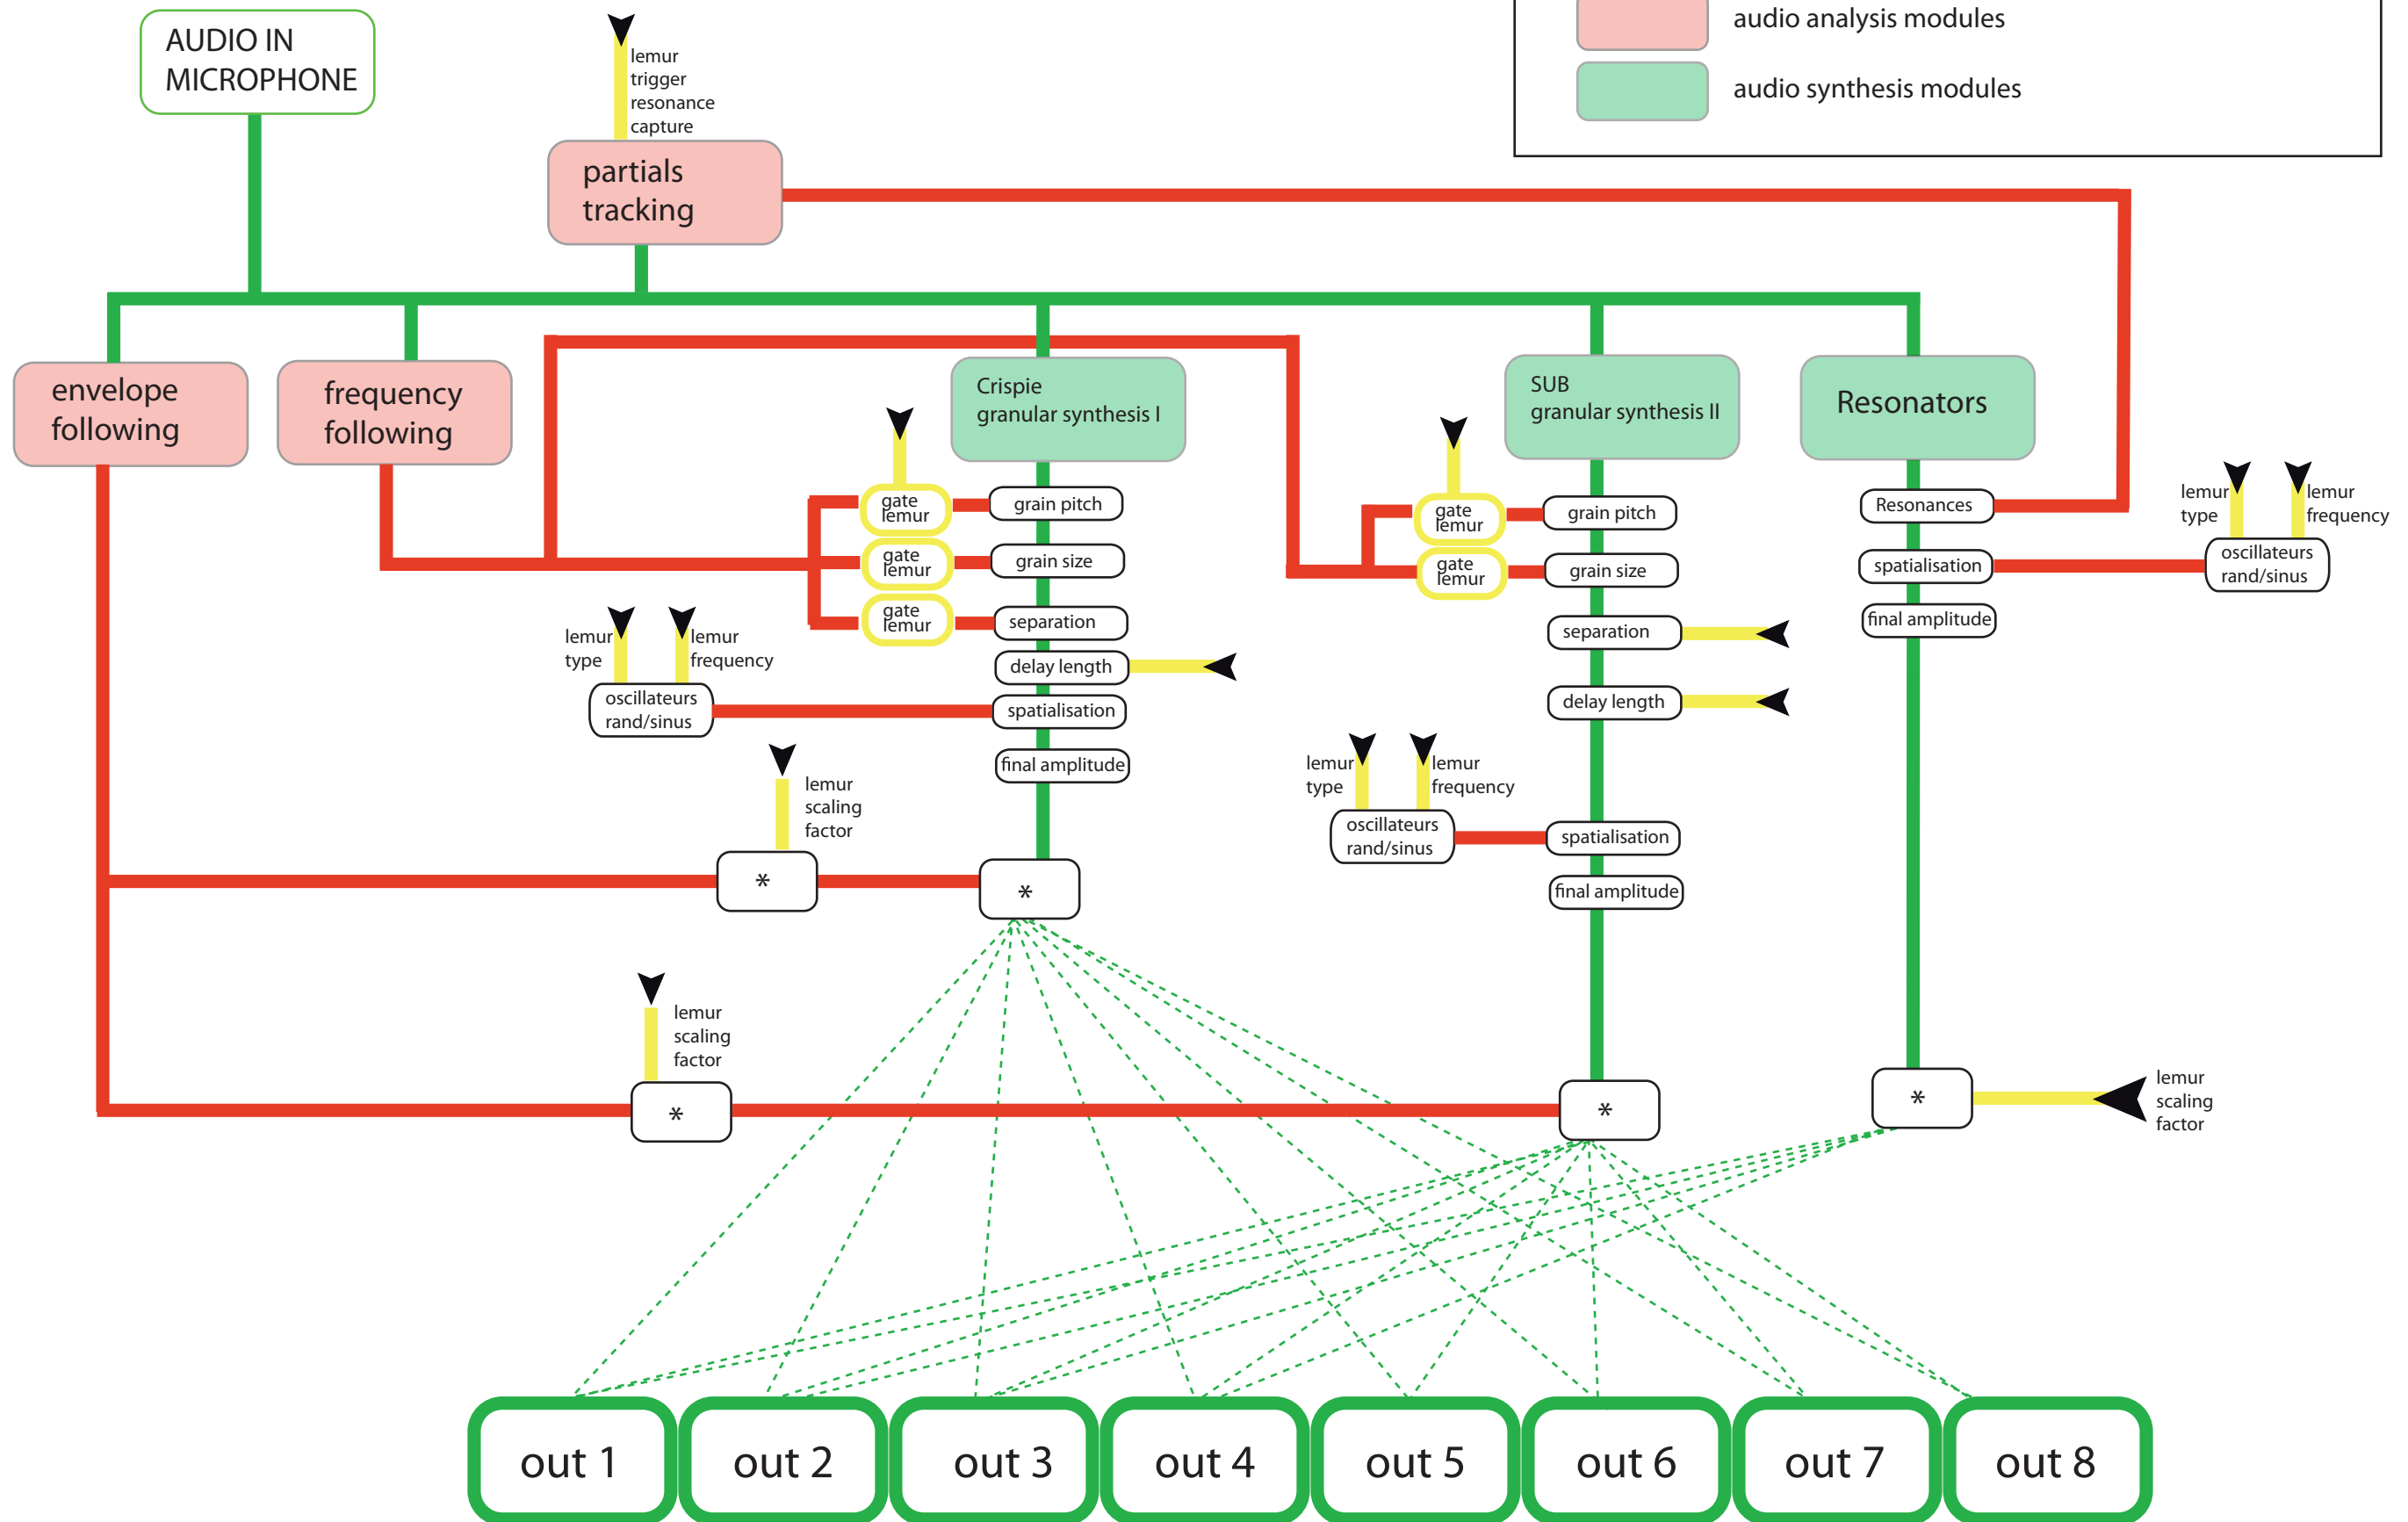 AUDIO IN
MICROPHONE
lemur
trigger
resonance
capture
audio analysis modules
audio synthesis modules
partials
tracking
envelope
following
frequency
following
Crispie
granular synthesis I
SUB
granular synthesis II
Resonators
gate
lemur
grain pitch
gate
lemur
grain size
gate
lemur
separation
delay length
lemur
type
lemur
frequency
oscillateurs
rand/sinus
spatialisation
final amplitude
lemur
scaling
factor
*
*
gate
lemur
grain pitch
gate
lemur
grain size
separation
delay length
lemur
type
lemur
frequency
oscillateurs
rand/sinus
spatialisation
final amplitude
Resonances
lemur
type
lemur
frequency
oscillateurs
rand/sinus
spatialisation
final amplitude
lemur
scaling
factor
*
*
*
lemur
scaling
factor
out 1
out 2
out 3
out 4
out 5
out 6
out 7
out 8